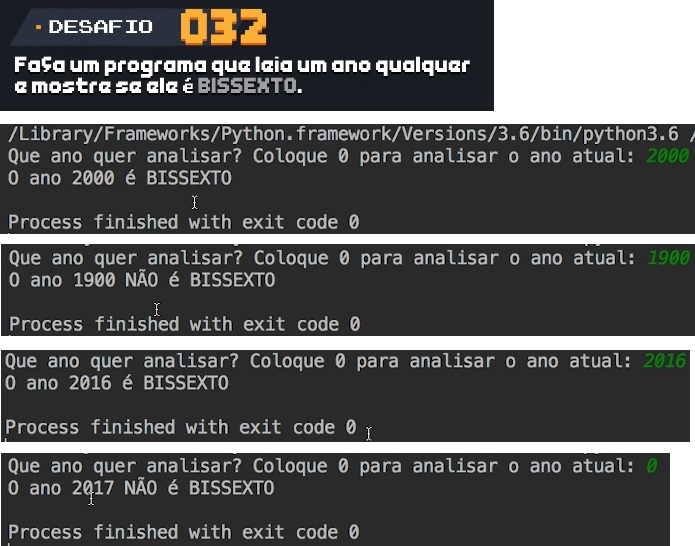 DESAFIO 032
Faça um programa que leia um ano qualquer
e mostre se ele é BISSEXTO.
/Library/Frameworks/Python.framework/Versions/3.6/bin/python3.6 /
Que ano quer analisar? Coloque 0 para analisar o ano atual: 2000
O ano 2000 é BISSEXTO
Process finished with exit code 0
Que ano quer analisar? Coloque 0 para analisar o ano atual: 1900
O ano 1900 NÃO é BISSEXTO
Process finished with exit code 0
Que ano quer analisar? Coloque 0 para analisar o ano atual: 2016
O ano 2016 é BISSEXTO
Process finished with exit code 0
Que ano quer analisar? Coloque 0 para analisar o ano atual: 0
O ano 2017 NÃO é BISSEXTO
Process finished with exit code 0